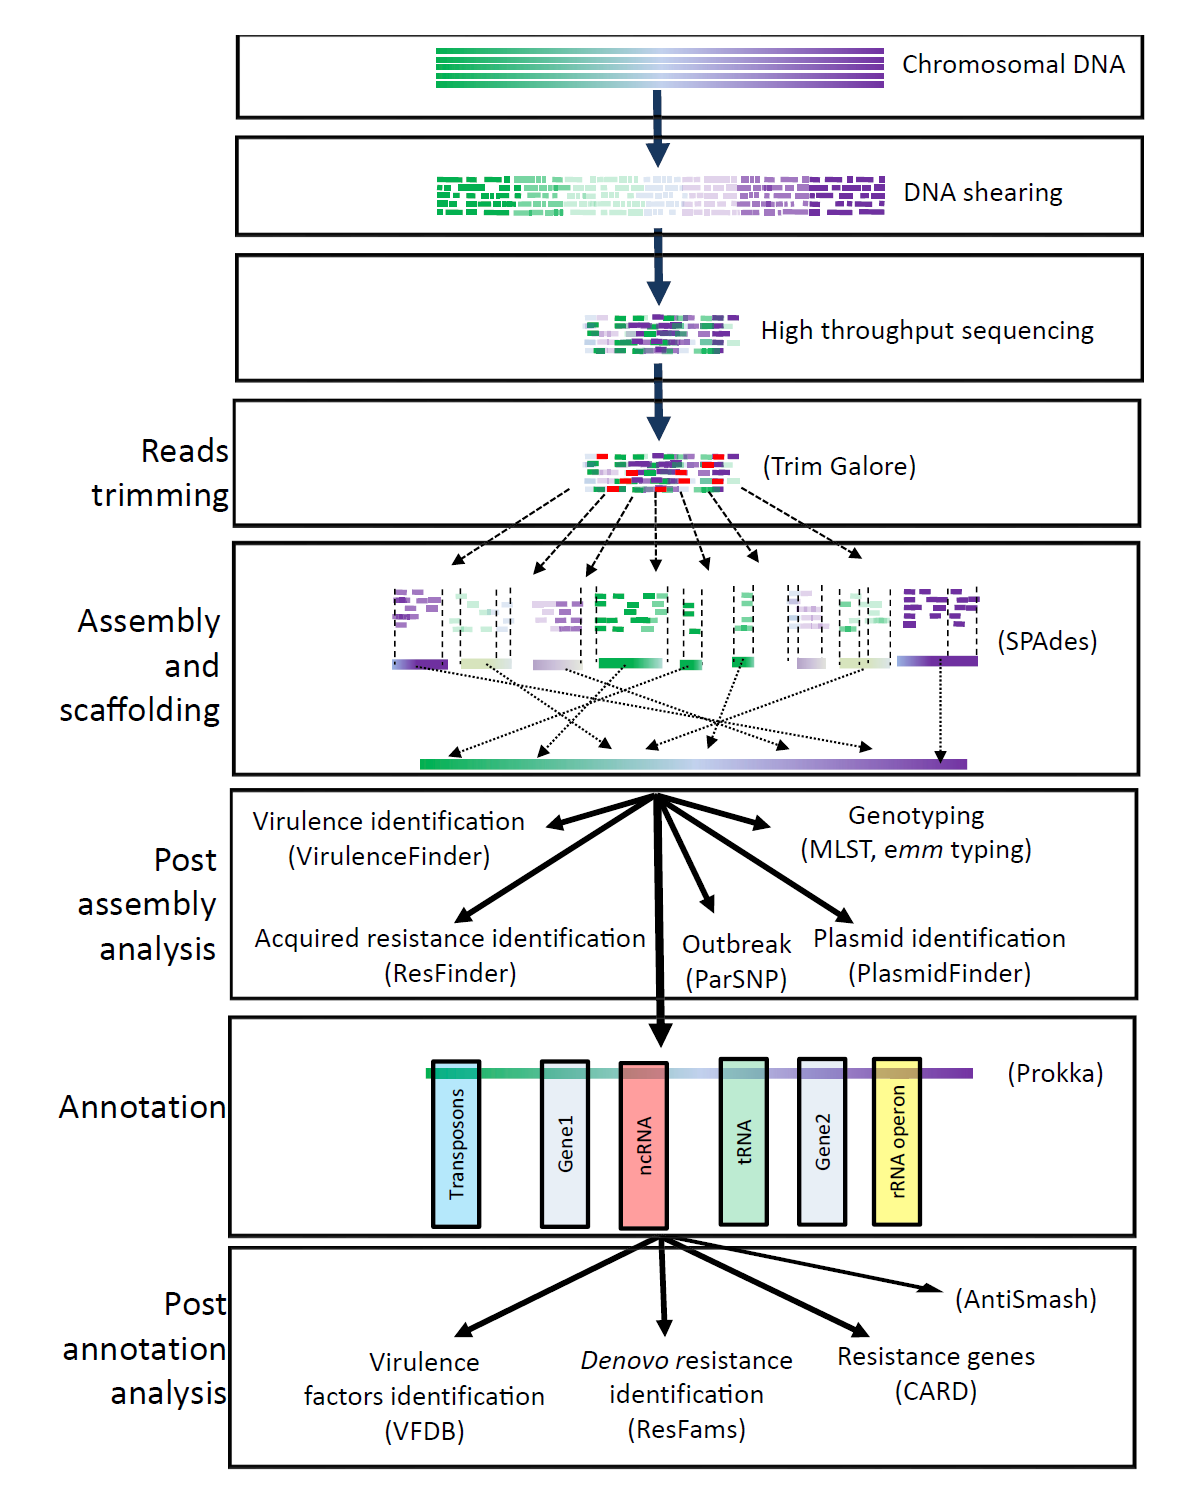 Chromosomal DNA
DNA shearing
High throughput sequencing
Reads
trimming
(Trim Galore)
Assembly
and
scaffolding
(SPAdes)
Post
assembly
analysis
Virulence identification
(VirulenceFinder)
Genotyping
(MLST, emm typing)
Acquired resistance identification
(ResFinder)
Outbreak
(ParSNP)
Plasmid identification
(PlasmidFinder)
Annotation
(Prokka)
Transposons
Gene1
ncRNA
tRNA
Gene2
rRNA operon
Post
annotation
analysis
(AntiSmash)
Virulence
factors identification
(VFDB)
Denovo resistance
identification
(ResFams)
Resistance genes
(CARD)